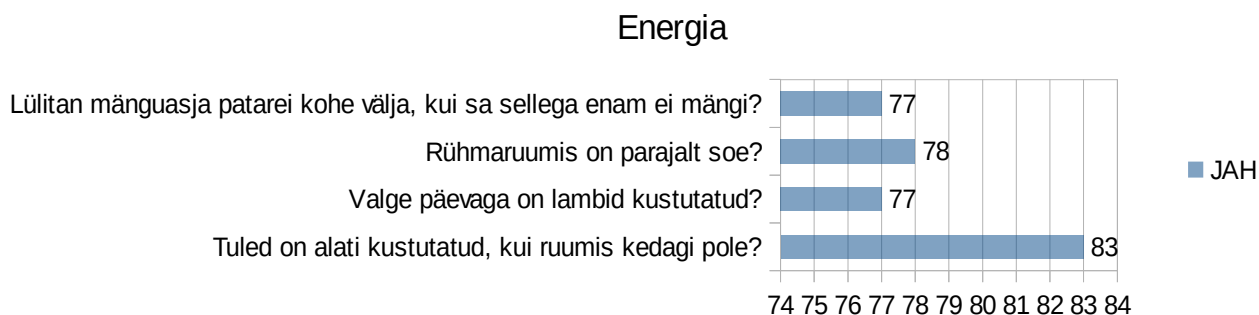 Energia
Lülitan mänguasja patarei kohe välja, kui sa sellega enam ei mängi?
77
Rühmaruumis on parajalt soe?
78
JAH
Valge päevaga on lambid kustutatud?
77
Tuled on alati kustutatud, kui ruumis kedagi pole?
83
74 75 76 77 78 79 80 81 82 83 84